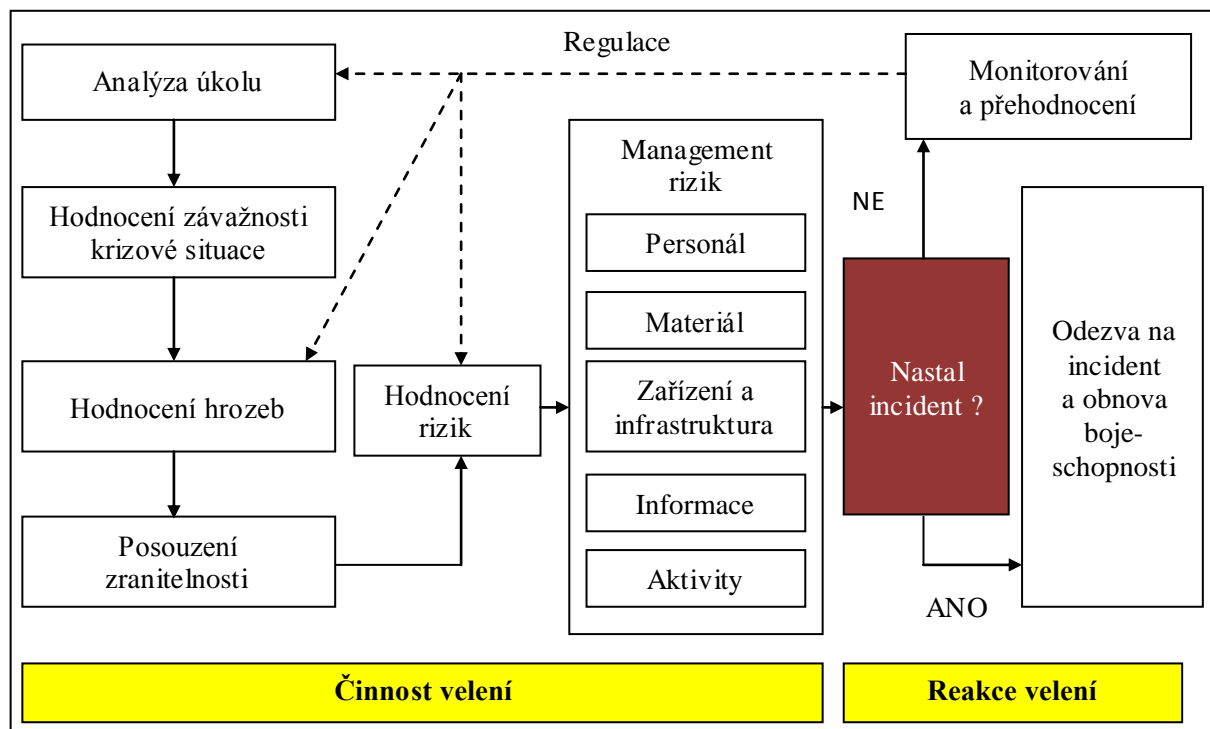 Regulace
Analýza úkolu
Monitorování
a přehodnocení
Management
rizik
NE
Hodnocení závažnosti
krizové situace
Personál
Materiál
Hodnocení hrozeb
Hodnocení
rizik
Zařízení a
infrastruktura
Nastal
incident ?
Odezva na
incident
a obnova
boje-
schopnosti
Informace
Posouzení
zranitelnosti
Aktivity
ANO
Činnost velení
Reakce velení